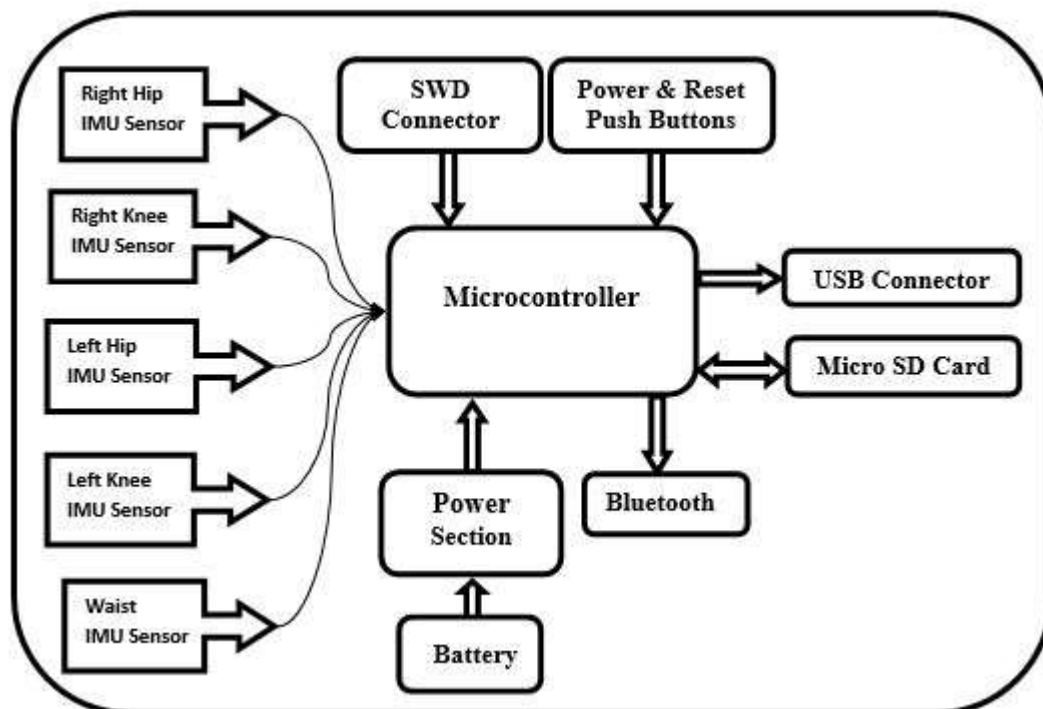 Right Hip
IMU Sensor
Right Knee
IMU Sensor
Left Hip
IMU Sensor
Left Knee
IMU Sensor
Waist
IMU Sensor
SWD
Connector
Power & Reset
Push Buttons
Microcontroller
USB Connector
Micro SD Card
Power
Section
Bluetooth
Battery